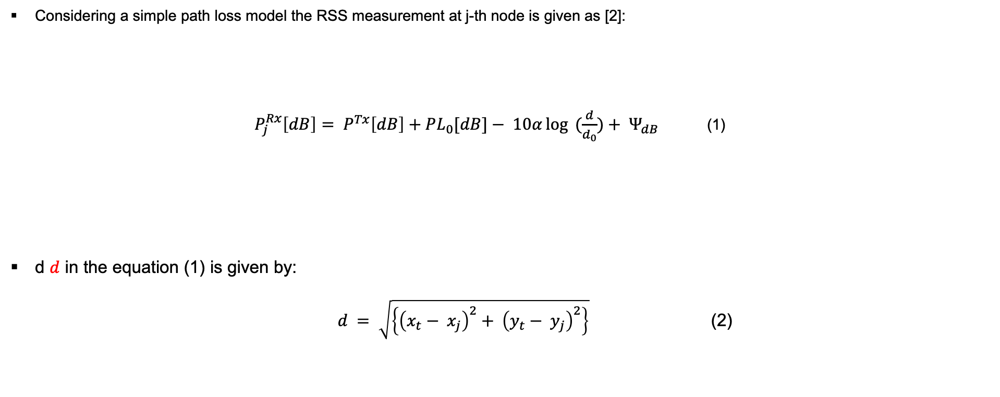 ▪ Considering a simple path loss model the RSS measurement at j-th node is given as [2]:
P_j^{Rx}[dB] = P^{Tx}[dB] + PL_0[dB] − 10α log (d/d_0) + Ψ_{dB} (1)
▪ d d in the equation (1) is given by:
d = √{(x_t − x_j)^2 + (y_t − y_j)^2} (2)